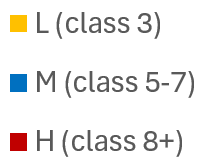 L (class 3)
M (class 5-7)
H (class 8+)